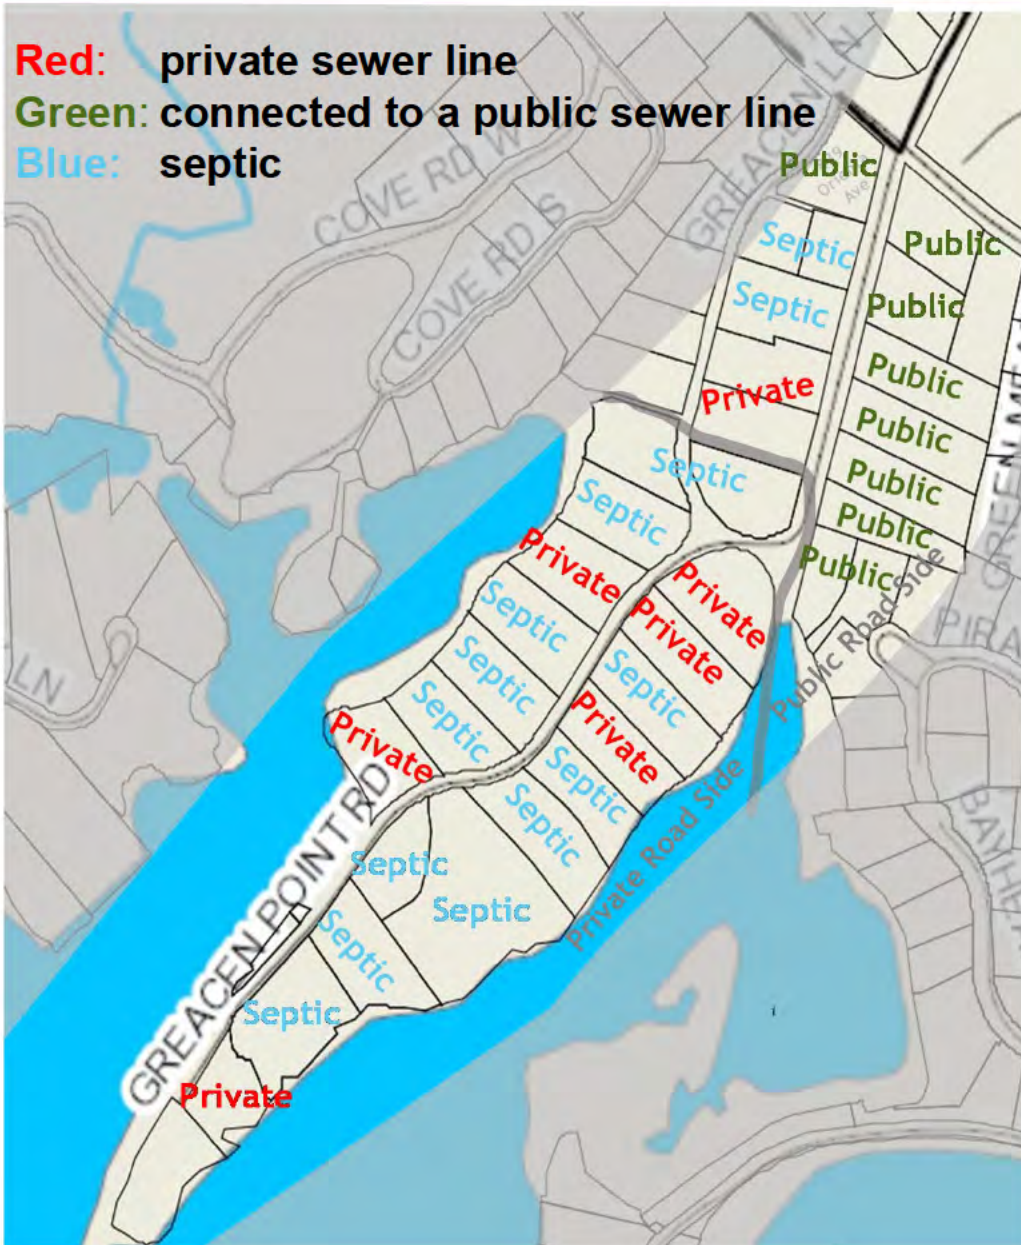 Red: private sewer line
Green: connected to a public sewer line
Blue: septic
COVE RD W
COVE RD S
GREACEN LN
Public
Ave
Septic
Public
Septic
Public
Private
Public
Public
Septic
Public
Septic
Public
Private
Private
Public
Septic
Private
Public Road Side
Septic
Septic
Septic
Private
Private
Septic
Septic
Private Road Side
GREACEN POINT RD
Septic
Septic
Septic
Septic
Private
LN